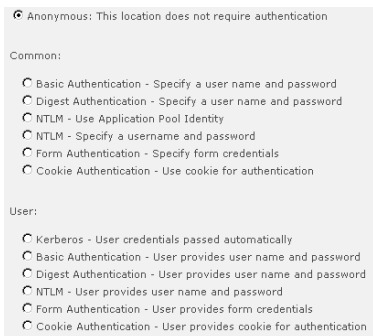 Anonymous: This location does not require authentication
Common:
Basic Authentication - Specify a user name and password
Digest Authentication - Specify a user name and password
NTLM - Use Application Pool Identity
NTLM - Specify a username and password
Form Authentication - Specify form credentials
Cookie Authentication - Use cookie for authentication
User:
Kerberos - User credentials passed automatically
Basic Authentication - User provides user name and password
Digest Authentication - User provides user name and password
NTLM - User provides user name and password
Form Authentication - User provides form credentials
Cookie Authentication - User provides cookie for authentication